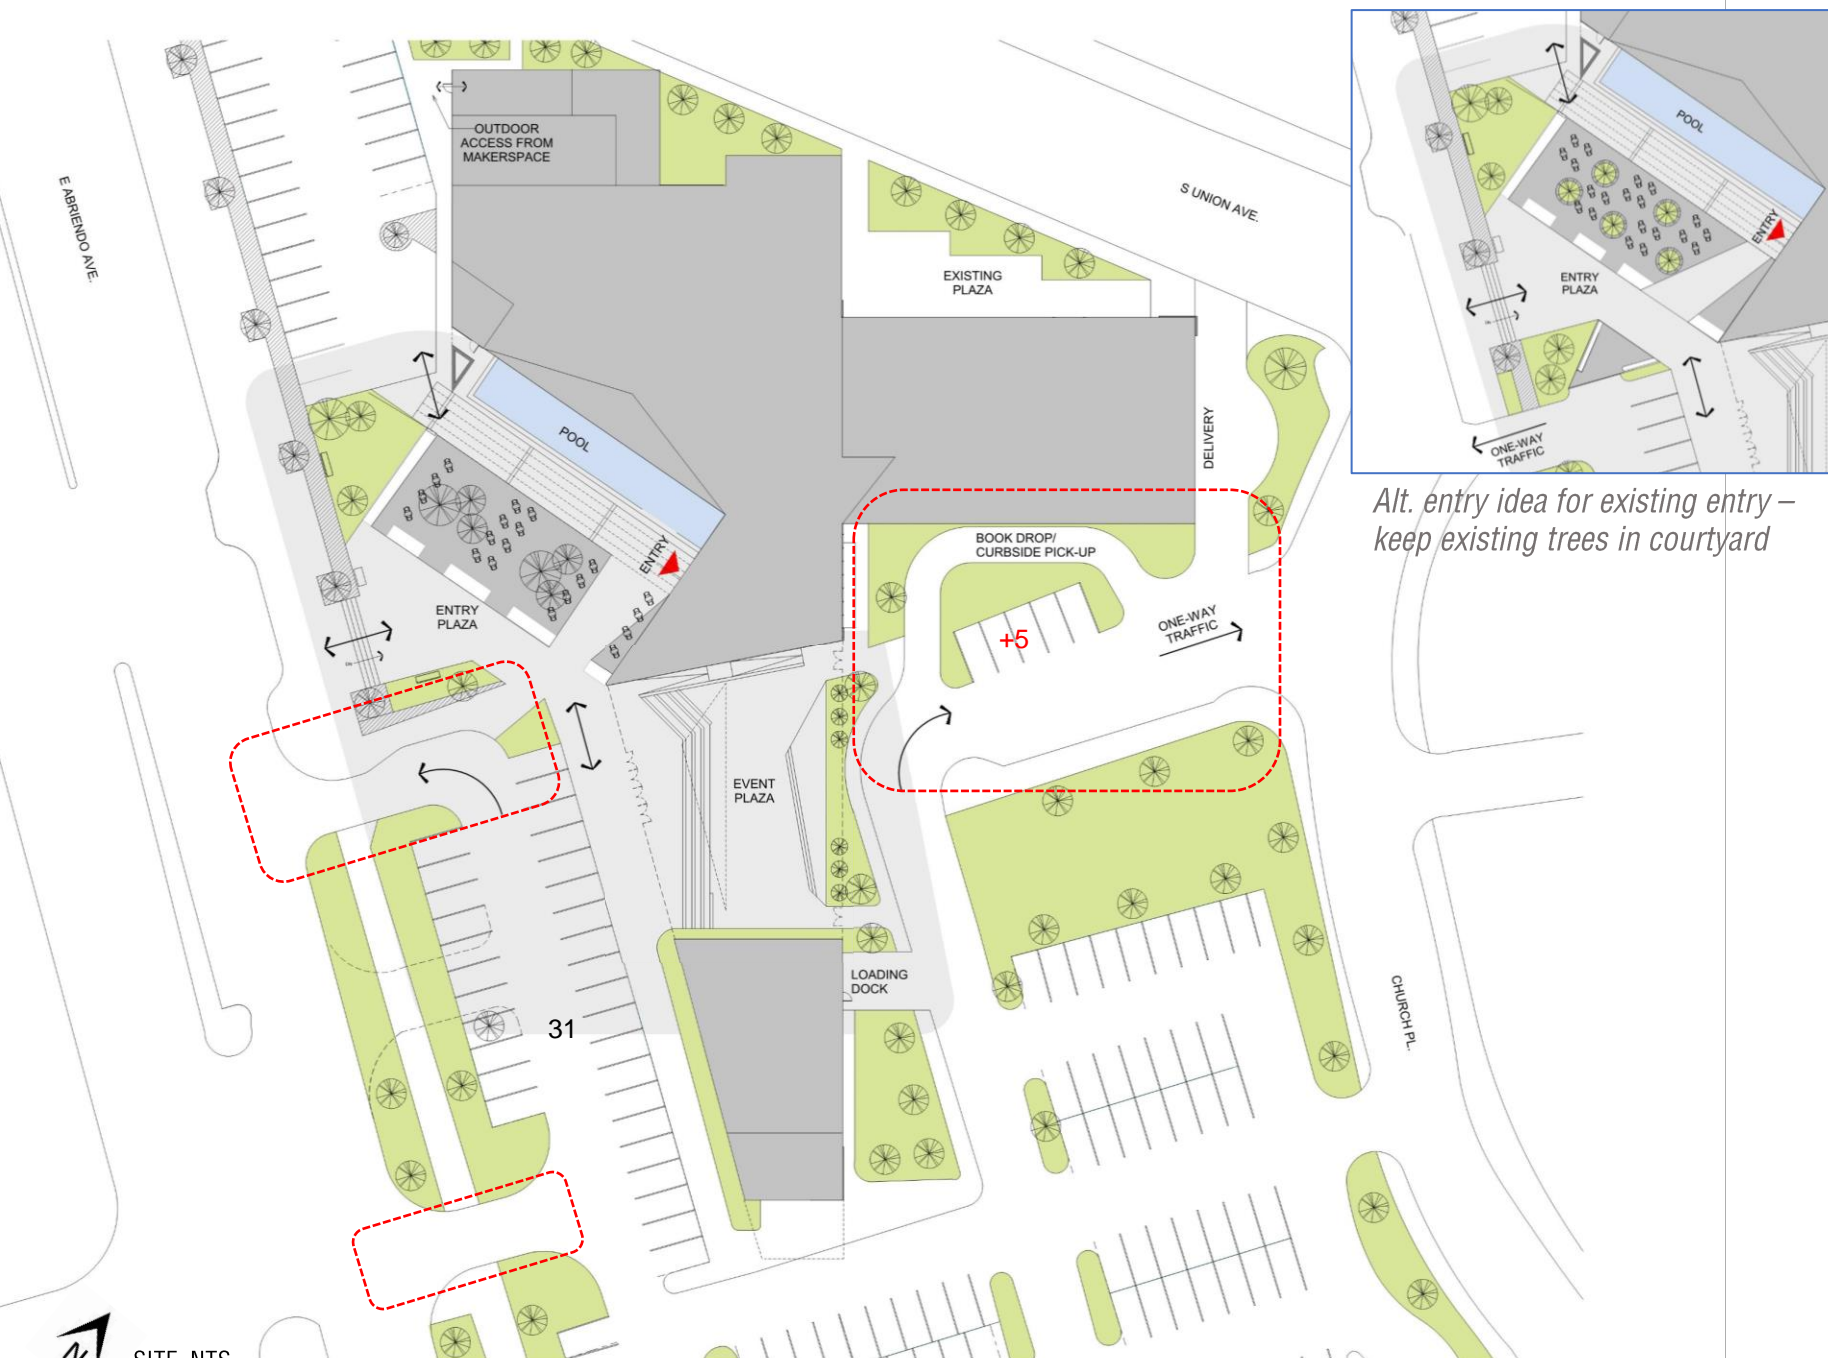 OUTDOOR
ACCESS FROM
MAKERSPACE
E ABRIENDO AVE.
S UNION AVE.
EXISTING
PLAZA
POOL
ENTRY
ENTRY
PLAZA
DELIVERY
BOOK DROP/
CURBSIDE PICK-UP
+5
ONE-WAY
TRAFFIC
EVENT
PLAZA
LOADING
DOCK
31
CHURCH PL.
POOL
ENTRY
ENTRY
PLAZA
ONE-WAY
TRAFFIC
Alt. entry idea for existing entry –
keep existing trees in courtyard
N
SITE NTS